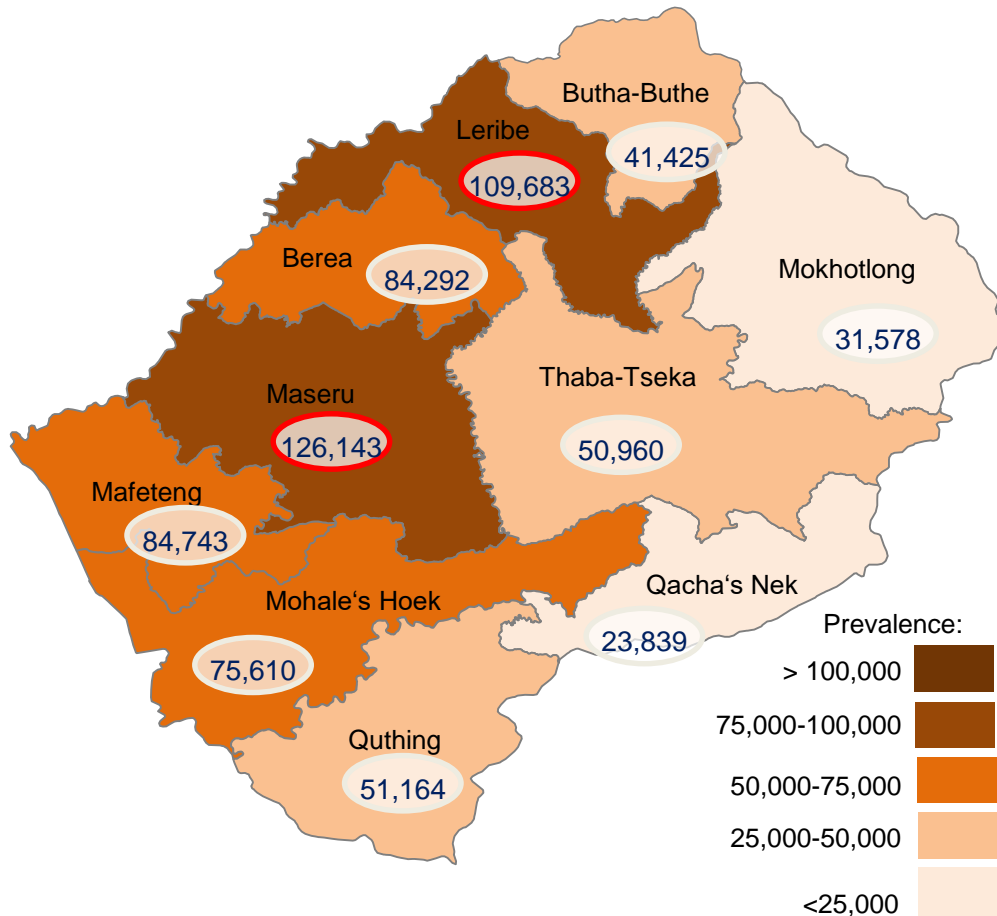 Butha-Buthe
41,425
Leribe
109,683
Berea
84,292
Mokhotlong
31,578
Thaba-Tseka
50,960
Maseru
126,143
Mafeteng
84,743
Mohale‘s Hoek
75,610
Qacha‘s Nek
23,839
Quthing
51,164
Prevalence:
> 100,000
75,000-100,000
50,000-75,000
25,000-50,000
<25,000